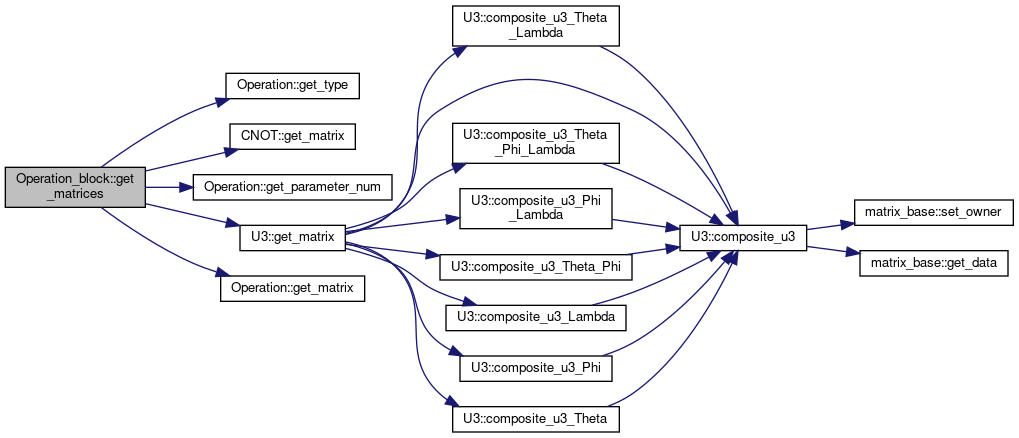 Operation_block::get
_matrices
Operation::get_type
CNOT::get_matrix
Operation::get_parameter_num
U3::get_matrix
Operation::get_matrix
U3::composite_u3_Theta
_Lambda
U3::composite_u3_Theta
_Phi_Lambda
U3::composite_u3_Phi
_Lambda
U3::composite_u3_Theta_Phi
U3::composite_u3_Lambda
U3::composite_u3_Phi
U3::composite_u3_Theta
U3::composite_u3
matrix_base::set_owner
matrix_base::get_data